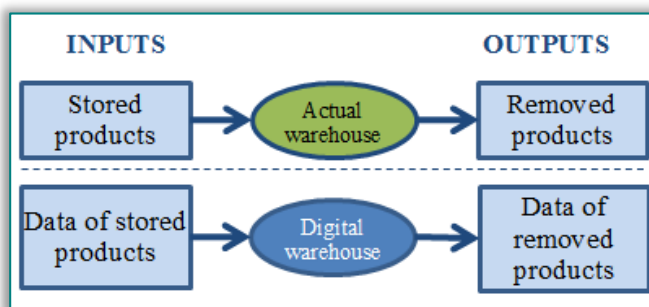 INPUTS
OUTPUTS
Stored
products
Actual
warehouse
Removed
products
Data of stored
products
Digital
warehouse
Data of
removed
products